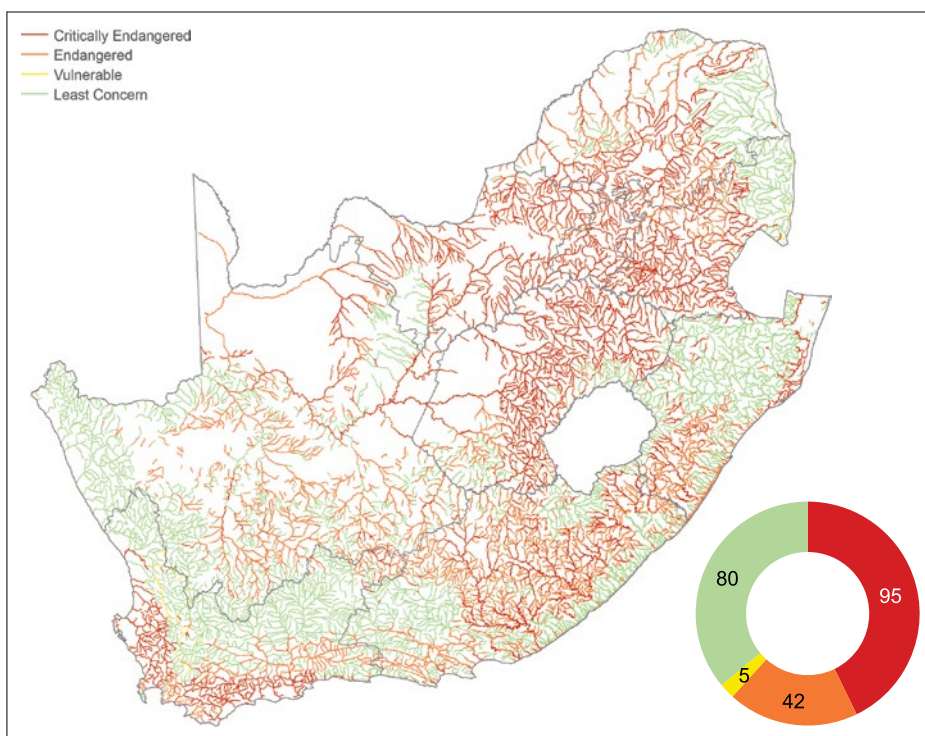 Critically Endangered
Endangered
Vulnerable
Least Concern
80
95
5
42